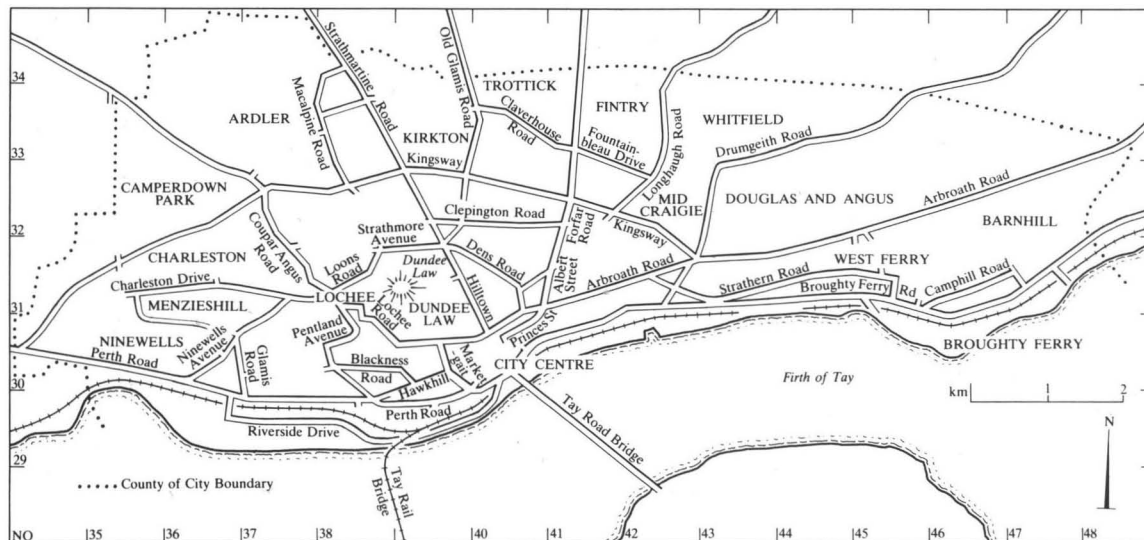 34
Strathmartine Road
Old Glamis Road
TROTTICK
Macalpine Road
ARDLER
Claverhouse
Road
FINTRY
WHITFIELD
Fountain-
bleau Drive
Longhaugh Road
Drumgeith Road
33
KIRKTON
Kingsway
CAMPERDOWN
PARK
MID
CRAIGIE
DOUGLAS AND ANGUS
Arbroath Road
BARNHILL
Clepington Road
Forfar
Road
Kingsway
32
Coupar Angus
Road
Strathmore
Avenue
Loons
Road
Dundee
Law
Dens Road
Albert
Street
Arbroath Road
CHARLESTON
Charleston Drive
WEST FERRY
Strathern Road
Broughty Ferry
Rd
Camphill Road
31
MENZIESHILL
LOCHEE
Lochee
Road
DUNDEE
LAW
Hilltown
Princes St
Pentland
Avenue
NINEWELLS
Ninewells
Avenue
Perth Road
Glamis
Road
Blackness
Road
Market
-gait
CITY CENTRE
BROUGHTY FERRY
30
Hawkhill
Perth Road
Firth of Tay
km
1
2
Riverside Drive
Tay Road Bridge
N
29
County of City Boundary
Tay Rail
Bridge
NO
35
36
37
38
40
41
42
43
44
45
46
47
48